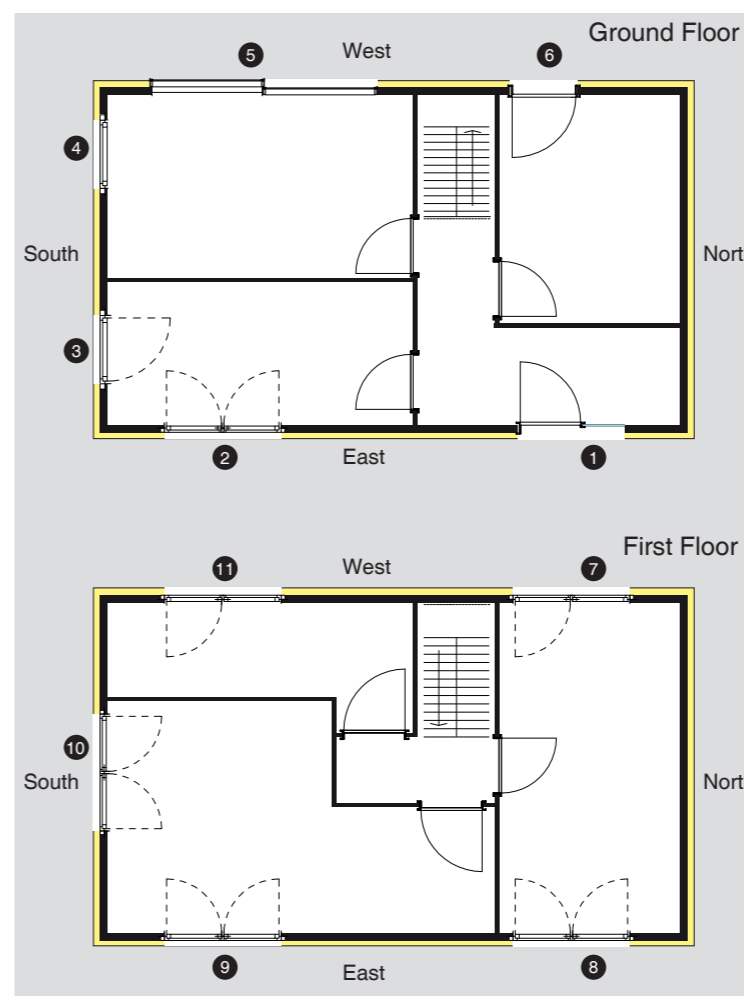 Ground Floor
5 West 6
4
South
Nort
3
2 East 1
First Floor
11 West 7
10
South
Nort
9 East 8